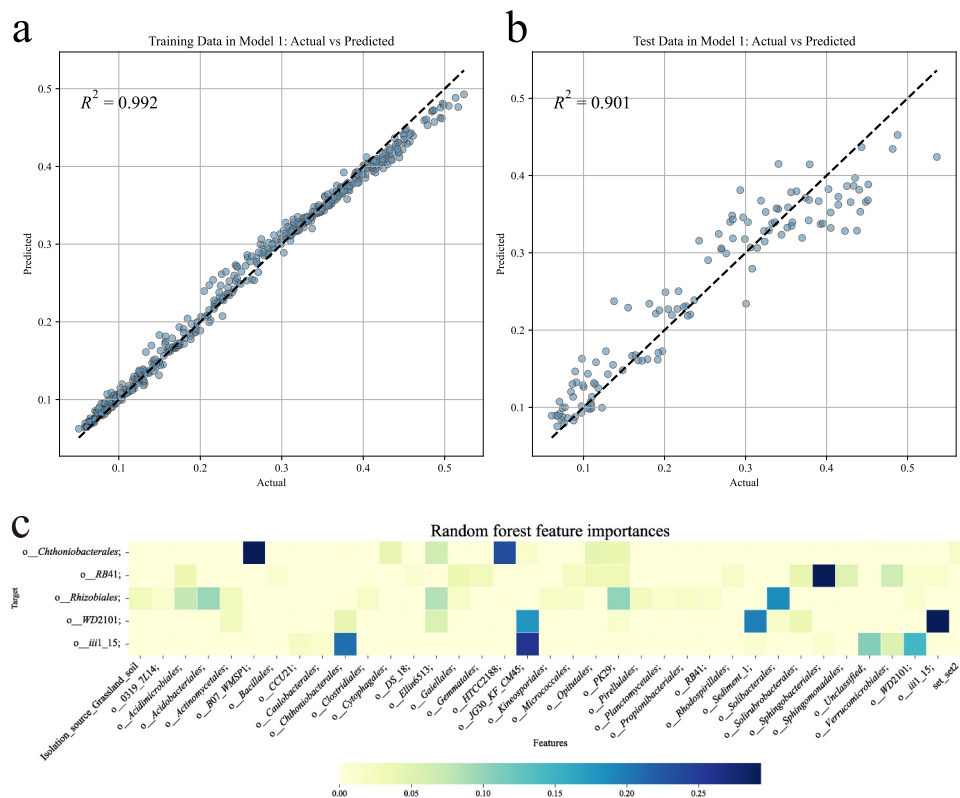 a
Training Data in Model 1: Actual vs Predicted
R² = 0.992
0.5
0.4
0.3
0.2
0.1
Predicted
0.1 0.2 0.3 0.4 0.5
Actual
b
Test Data in Model 1: Actual vs Predicted
R² = 0.901
0.5
0.4
0.3
0.2
0.1
Predicted
0.1 0.2 0.3 0.4 0.5
Actual
c
Random forest feature importances
Target
o__Chthoniobacterales;
o__RB41;
o__Rhizobiales;
o__WD2101;
o__iii1_15;
Isolation_source_Grassland_soil
o__0319_7L14;
o__Acidimicrobiales;
o__Acidobacteriales;
o__Actinomycetales;
o__B07_WMSP1;
o__Bacillales;
o__CCU21;
o__Caulobacterales;
o__Chthoniobacterales;
o__Clostridiales;
o__Cytophagales;
o__DS_18;
o__Ellin6513;
o__Gaiellales;
o__Gemmatales;
o__HTCC2188;
o__JG30_KF_CM45;
o__Kineosporiales;
o__Micrococcales;
o__Opitutales;
o__PK29;
o__Pirellulales;
o__Planctomycetales;
o__Propionibacteriales;
o__RB41;
o__Rhodospirillales;
o__Sediment_1;
o__Solibacterales;
o__Solirubrobacterales;
o__Sphingobacteriales;
o__Sphingomonadales;
o__Unclassified;
o__Verrucomicrobiales;
o__WD2101;
o__iii1_15;
set_set2
Features
0.00 0.05 0.10 0.15 0.20 0.25